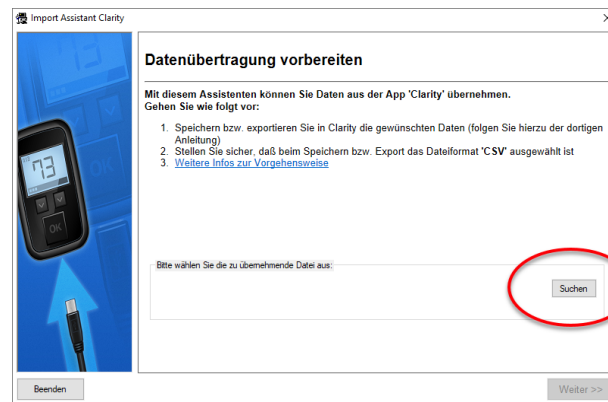 Import Assistant Clarity
Datenübertragung vorbereiten
Mit diesem Assistenten können Sie Daten aus der App 'Clarity' übernehmen.
Gehen Sie wie folgt vor:
1. Speichern bzw. exportieren Sie in Clarity die gewünschten Daten (folgen Sie hierzu der dortigen
Anleitung)
2. Stellen Sie sicher, daß beim Speichern bzw. Export das Dateiformat 'CSV' ausgewählt ist
3. Weitere Infos zur Vorgehensweise
73
OK
Bitte wählen Sie die zu übernehmende Datei aus:
Suchen
Beenden
Weiter >>